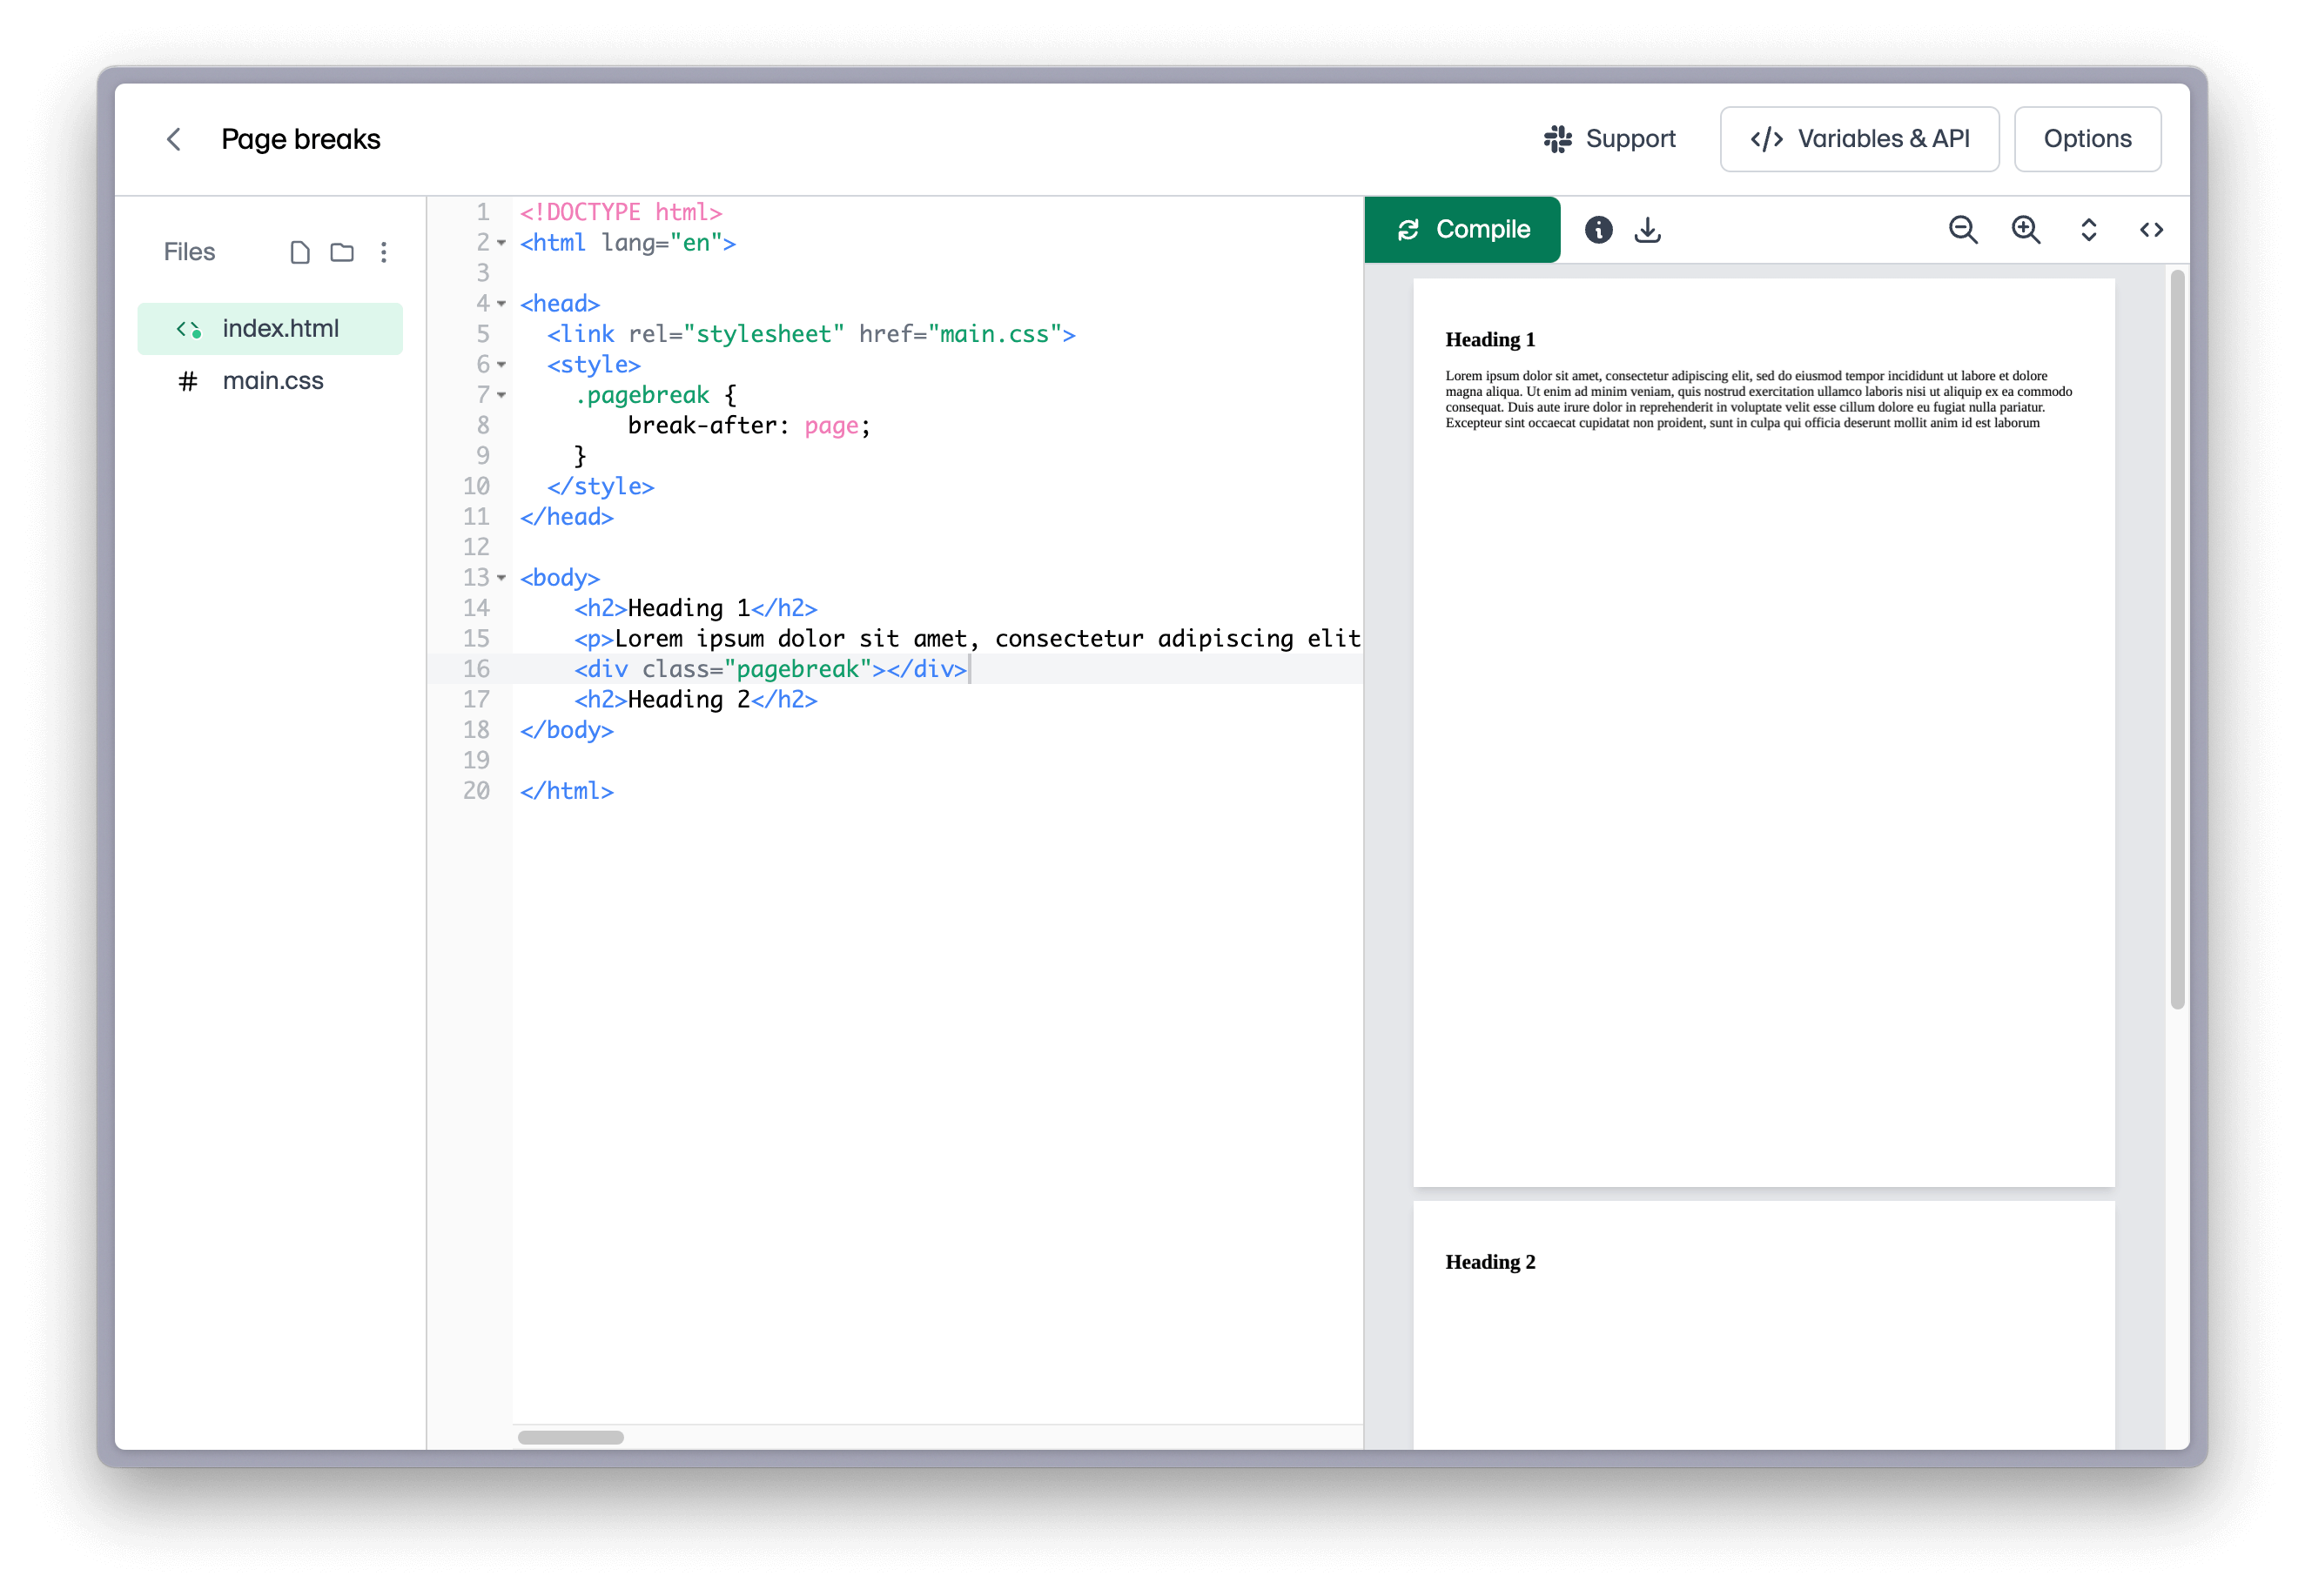 Page breaks
Support
</> Variables & API
Options
Files
index.html
# main.css
1 <!DOCTYPE html>
2 <html lang="en">
3
4 <head>
5 <link rel="stylesheet" href="main.css">
6 <style>
7 .pagebreak {
8 break-after: page;
9 }
10 </style>
11 </head>
12
13 <body>
14 <h2>Heading 1</h2>
15 <p>Lorem ipsum dolor sit amet, consectetur adipiscing elit
16 <div class="pagebreak"></div>
17 <h2>Heading 2</h2>
18 </body>
19
20 </html>
Compile
Heading 1
Lorem ipsum dolor sit amet, consectetur adipiscing elit, sed do eiusmod tempor incididunt ut labore et dolore
magna aliqua. Ut enim ad minim veniam, quis nostrud exercitation ullamco laboris nisi ut aliquip ex ea commodo
consequat. Duis aute irure dolor in reprehenderit in voluptate velit esse cillum dolore eu fugiat nulla pariatur.
Excepteur sint occaecat cupidatat non proident, sunt in culpa qui officia deserunt mollit anim id est laborum
Heading 2